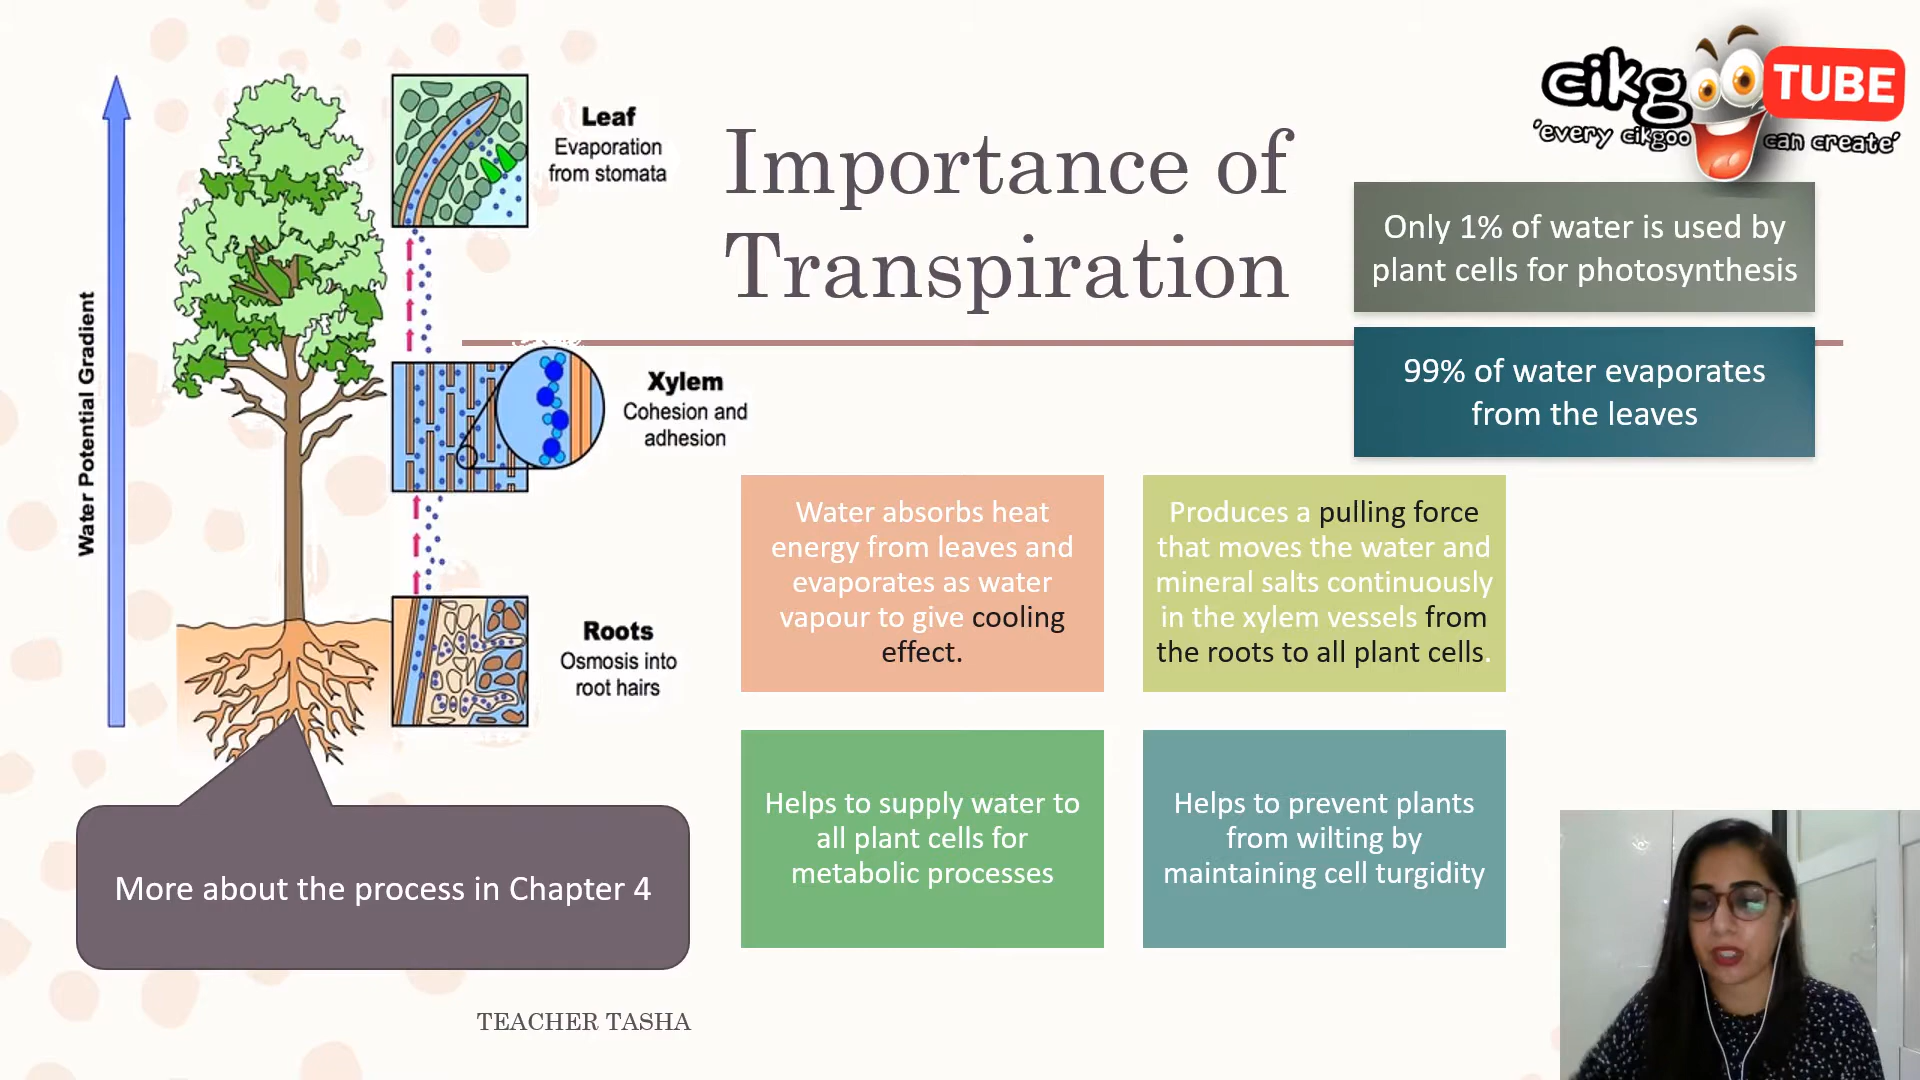 Importance of
Transpiration
cikgoo TUBE
'every cikgoo can create'
Only 1% of water is used by
plant cells for photosynthesis
99% of water evaporates
from the leaves
Water Potential Gradient
Leaf
Evaporation
from stomata
Xylem
Cohesion and
adhesion
Roots
Osmosis into
root hairs
Water absorbs heat
energy from leaves and
evaporates as water
vapour to give cooling
effect.
Produces a pulling force
that moves the water and
mineral salts continuously
in the xylem vessels from
the roots to all plant cells.
Helps to supply water to
all plant cells for
metabolic processes
Helps to prevent plants
from wilting by
maintaining cell turgidity
More about the process in Chapter 4
TEACHER TASHA